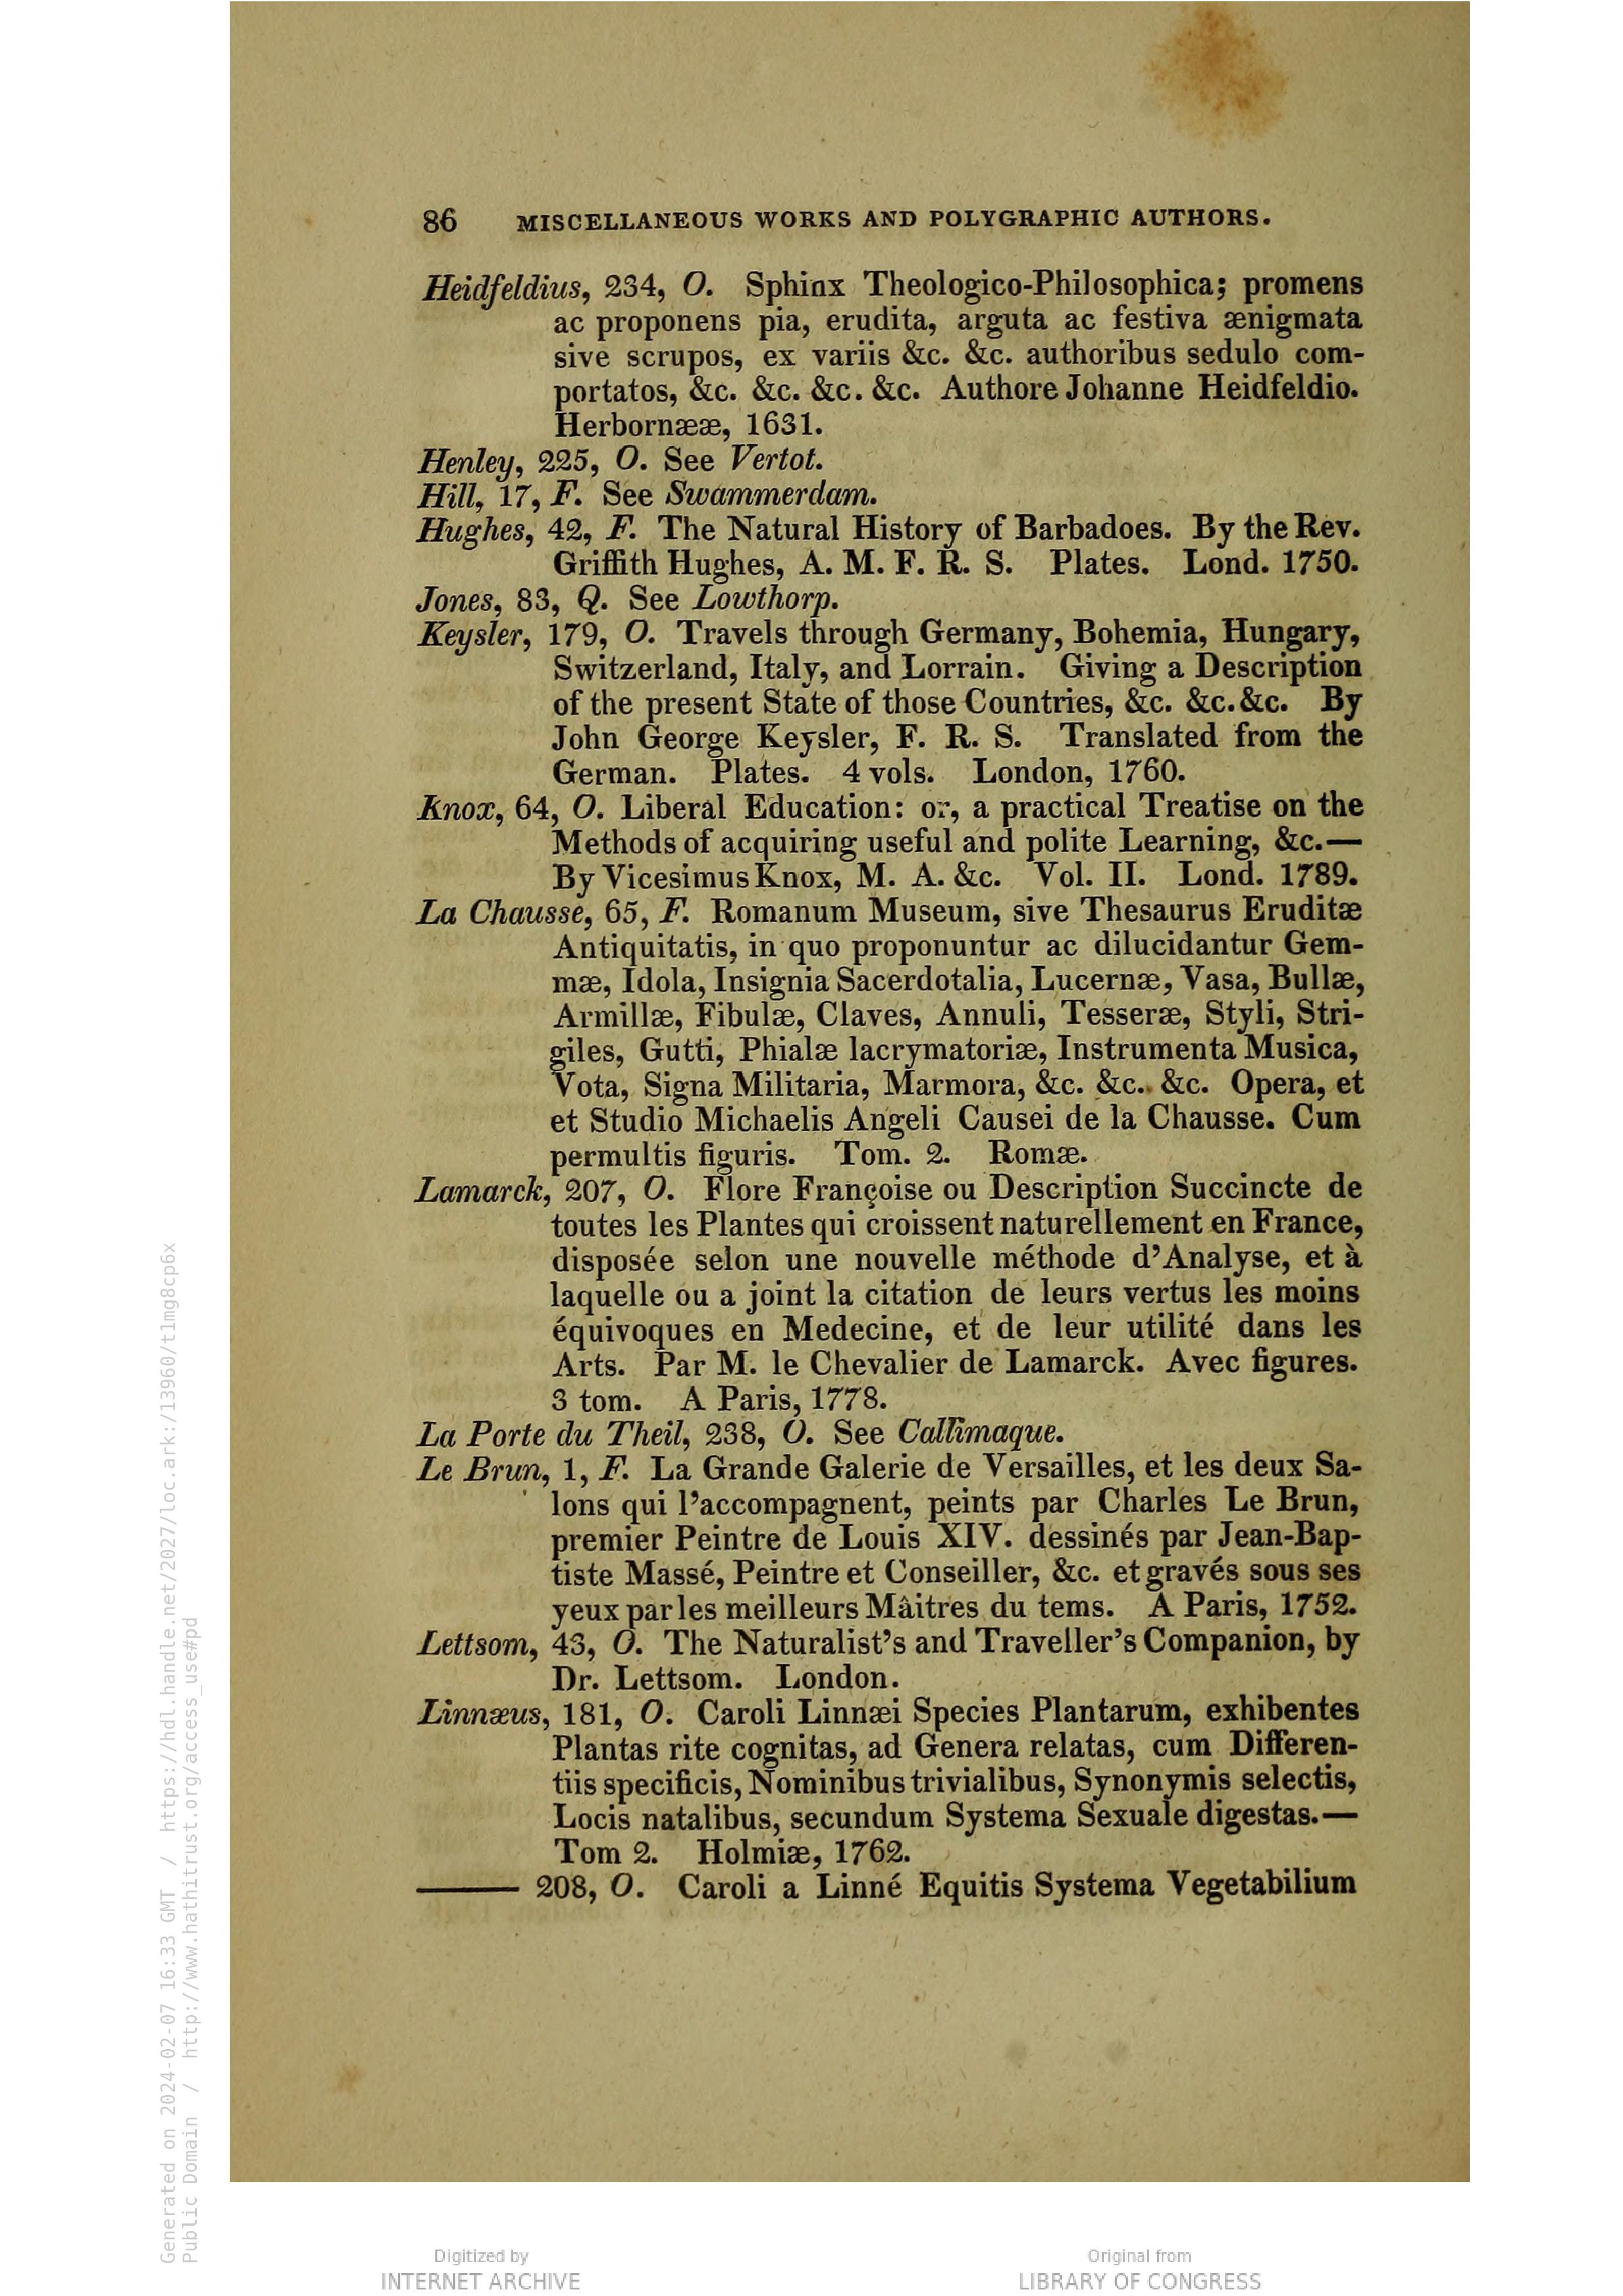 86 MISCELLANEOUS WORKS AND POLYGRAPHIC AUTHORS.
Heidfeldius, 234, O. Sphinx Theologico-Philosophica; promens
ac proponens pia, erudita, arguta ac festiva ænigmata
sive scrupos, ex variis &c. &c. authoribus sedulo com-
portatos, &c. &c. &c. &c. Authore Johanne Heidfeldio.
Herbornææ, 1631.
Henley, 225, O. See Vertot.
Hill, 17, F. See Swammerdam.
Hughes, 42, F. The Natural History of Barbadoes. By the Rev.
Griffith Hughes, A. M. F. R. S. Plates. Lond. 1750.
Jones, 83, Q. See Lowthorp.
Keysler, 179, O. Travels through Germany, Bohemia, Hungary,
Switzerland, Italy, and Lorrain. Giving a Description
of the present State of those Countries, &c. &c. &c. By
John George Keysler, F. R. S. Translated from the
German. Plates. 4 vols. London, 1760.
Knox, 64, O. Liberal Education: or, a practical Treatise on the
Methods of acquiring useful and polite Learning, &c.—
By Vicesimus Knox, M. A. &c. Vol. II. Lond. 1789.
La Chausse, 65, F. Romanum Museum, sive Thesaurus Eruditæ
Antiquitatis, in quo proponuntur ac dilucidantur Gem-
mæ, Idola, Insignia Sacerdotalia, Lucernæ, Vasa, Bullæ,
Armillæ, Fibulæ, Claves, Annuli, Tesseræ, Styli, Stri-
giles, Gutti, Phialæ lacrymatoriæ, Instrumenta Musica,
Vota, Signa Militaria, Marmora, &c. &c. &c. Opera, et
et Studio Michaelis Angeli Causei de la Chausse. Cum
permultis figuris. Tom. 2. Romæ.
Lamarck, 207, O. Flore Françoise ou Description Succincte de
toutes les Plantes qui croissent naturellement en France,
disposée selon une nouvelle méthode d'Analyse, et à
laquelle ou a joint la citation de leurs vertus les moins
équivoques en Medecine, et de leur utilité dans les
Arts. Par M. le Chevalier de Lamarck. Avec figures.
3 tom. A Paris, 1778.
La Porte du Theil, 238, O. See Callimaque.
Le Brun, 1, F. La Grande Galerie de Versailles, et les deux Sa-
lons qui l'accompagnent, peints par Charles Le Brun,
premier Peintre de Louis XIV. dessinés par Jean-Bap-
tiste Massé, Peintre et Conseiller, &c. et gravés sous ses
yeux par les meilleurs Mâitres du tems. A Paris, 1752.
Lettsom, 43, O. The Naturalist's and Traveller's Companion, by
Dr. Lettsom. London.
Linnæus, 181, O. Caroli Linnæi Species Plantarum, exhibentes
Plantas rite cognitas, ad Genera relatas, cum Differen-
tiis specificis, Nominibus trivialibus, Synonymis selectis,
Locis natalibus, secundum Systema Sexuale digestas.—
Tom 2. Holmiæ, 1762.
——— 208, O. Caroli a Linné Equitis Systema Vegetabilium
Generated on 2024-02-07 16:33 GMT / https://hdl.handle.net/2027/loc.ark:/13960/t1mg8cp6x
Public Domain / http://www.hathitrust.org/access_use#pd
Digitized by
INTERNET ARCHIVE
Original from
LIBRARY OF CONGRESS